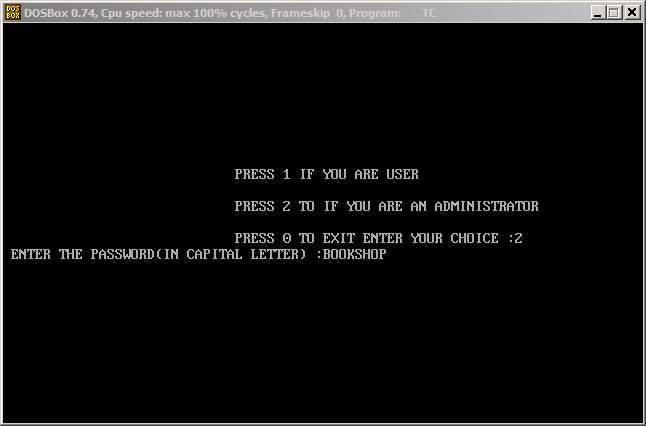 DOS BOX DOSBox 0.74, Cpu speed: max 100% cycles, Frameskip 0, Program: TC
PRESS 1 IF YOU ARE USER
PRESS 2 TO IF YOU ARE AN ADMINISTRATOR
PRESS 0 TO EXIT ENTER YOUR CHOICE :2
ENTER THE PASSWORD(IN CAPITAL LETTER) :BOOKSHOP